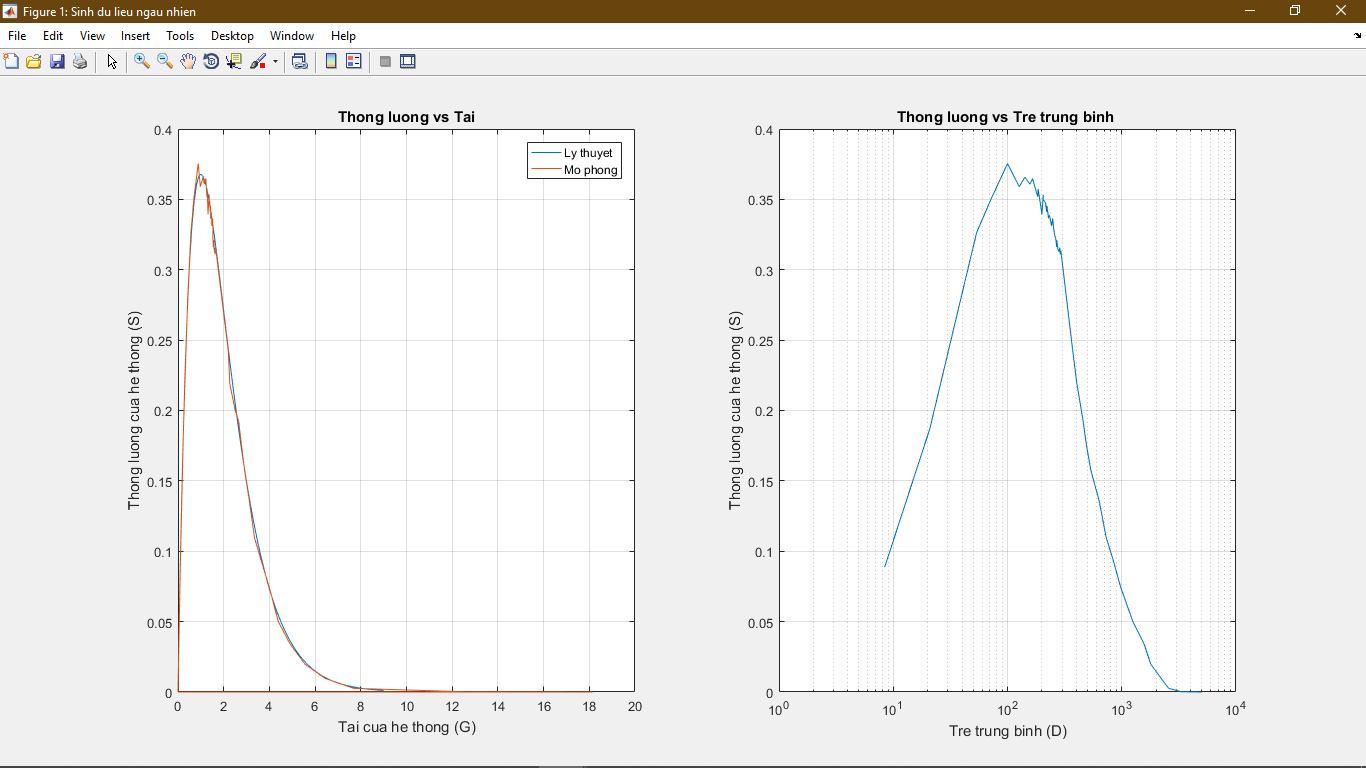 Figure 1: Sinh du lieu ngau nhien
File Edit View Insert Tools Desktop Window Help
Thong luong vs Tai
0.4
0.35
0.3
0.25
0.2
0.15
0.1
0.05
0
Thong luong cua he thong (S)
Ly thuyet
Mo phong
0 2 4 6 8 10 12 14 16 18 20
Tai cua he thong (G)
Thong luong vs Tre trung binh
0.4
0.35
0.3
0.25
0.2
0.15
0.1
0.05
0
Thong luong cua he thong (S)
10^0 10^1 10^2 10^3 10^4
Tre trung binh (D)